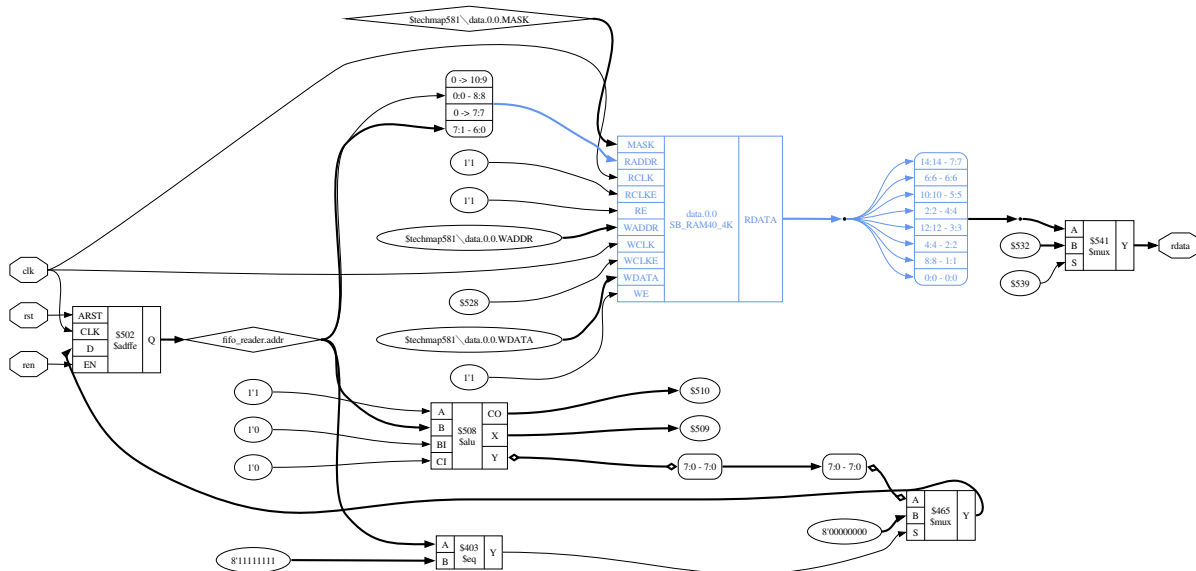 $techmap581\data.0.0.MASK
0 -> 10:9
0:0 - 8:8
0 -> 7:7
7:1 - 6:0
1'1
1'1
$techmap581\data.0.0.WADDR
$528
$techmap581\data.0.0.WDATA
1'1
MASK
RADDR
RCLK
RCLKE
RE
WADDR
WCLK
WCLKE
WDATA
WE
data.0.0
SB_RAM40_4K
RDATA
14:14 - 7:7
6:6 - 6:6
10:10 - 5:5
2:2 - 4:4
12:12 - 3:3
4:4 - 2:2
8:8 - 1:1
0:0 - 0:0
$532
$539
A
B
S
$541
$mux
Y
rdata
clk
rst
ren
ARST
CLK
D
EN
$502
$adffe
Q
fifo_reader.addr
1'1
1'0
1'0
A
B
BI
CI
$508
$alu
CO
X
Y
$510
$509
7:0 - 7:0
7:0 - 7:0
8'00000000
A
B
S
$465
$mux
Y
8'11111111
A
B
$403
$eq
Y